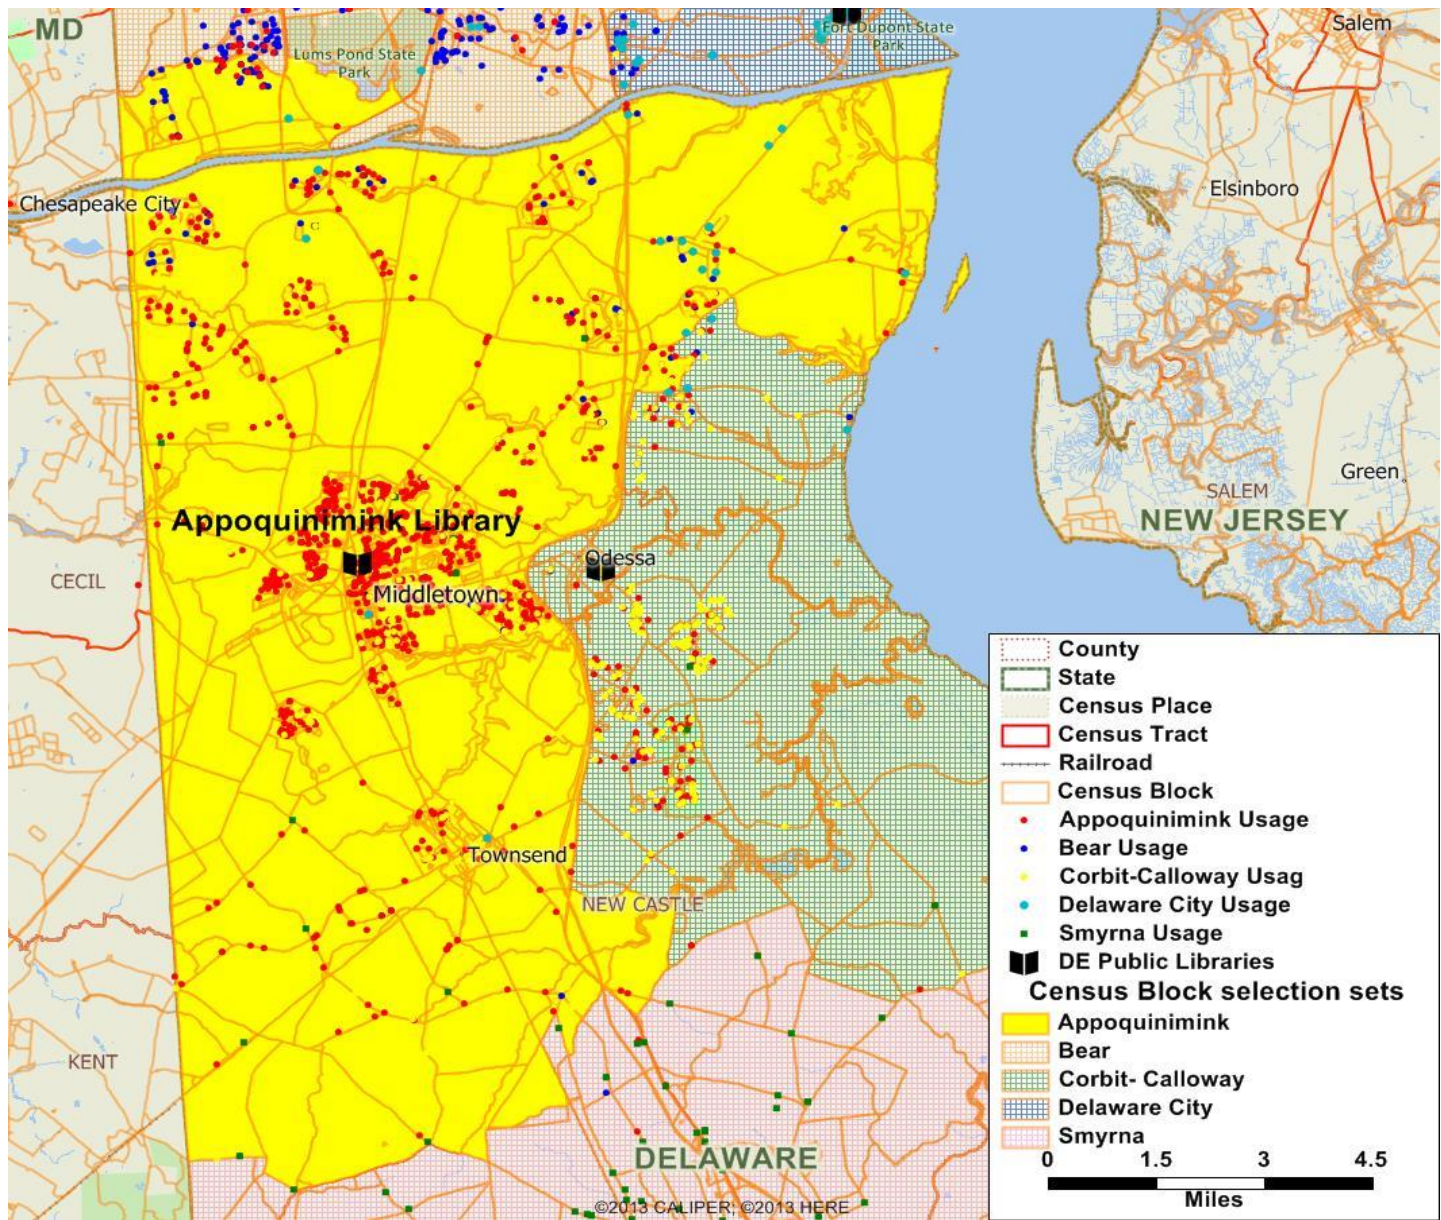 MD
Lums Pond State
Park
Fort Dupont State
Park
Salem
Chesapeake City
Elsinboro
Green
SALEM
NEW JERSEY
Appoquinimink Library
Odessa
CECIL
Middletown
Townsend
NEW CASTLE
KENT
DELAWARE
©2013 CALIPER; ©2013 HERE
County
State
Census Place
Census Tract
Railroad
Census Block
Appoquinimink Usage
Bear Usage
Corbit-Calloway Usag
Delaware City Usage
Smyrna Usage
DE Public Libraries
Census Block selection sets
Appoquinimink
Bear
Corbit- Calloway
Delaware City
Smyrna
0 1.5 3 4.5
Miles